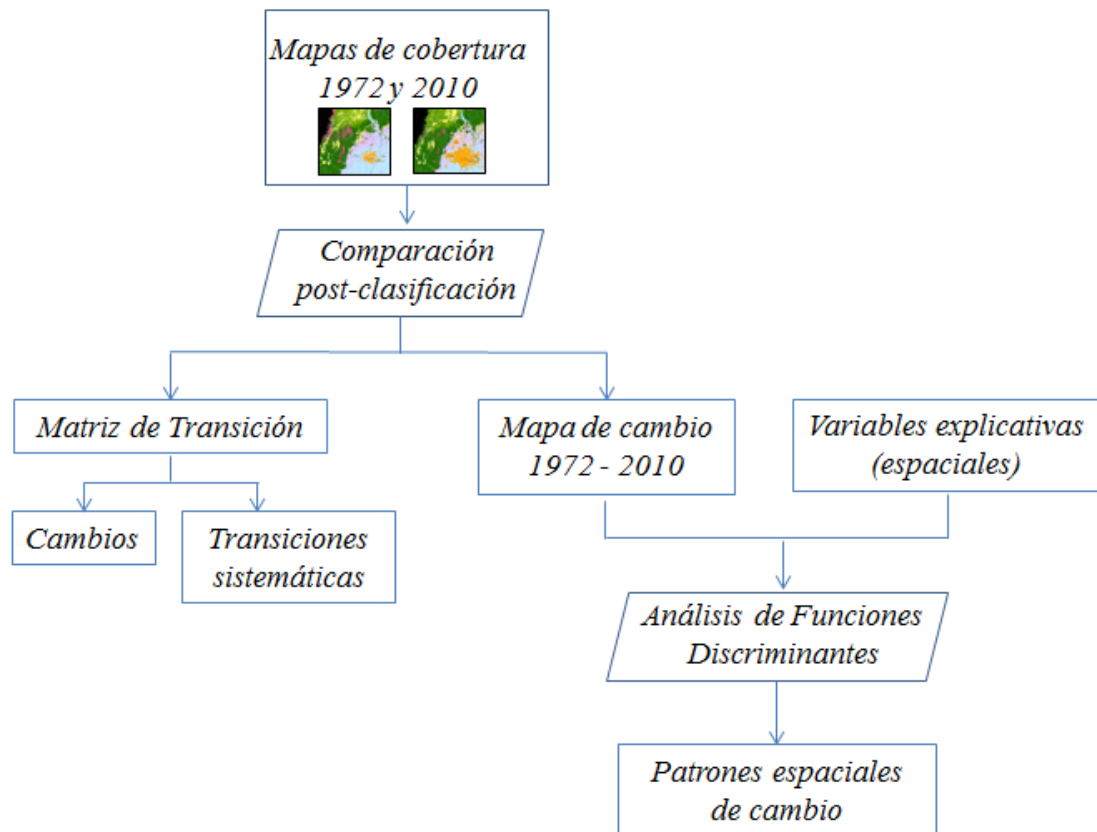 Mapas de cobertura
1972 y 2010
Comparación
post-clasificación
Matriz de Transición
Mapa de cambio
1972 - 2010
Variables explicativas
(espaciales)
Cambios
Transiciones
sistemáticas
Análisis de Funciones
Discriminantes
Patrones espaciales
de cambio